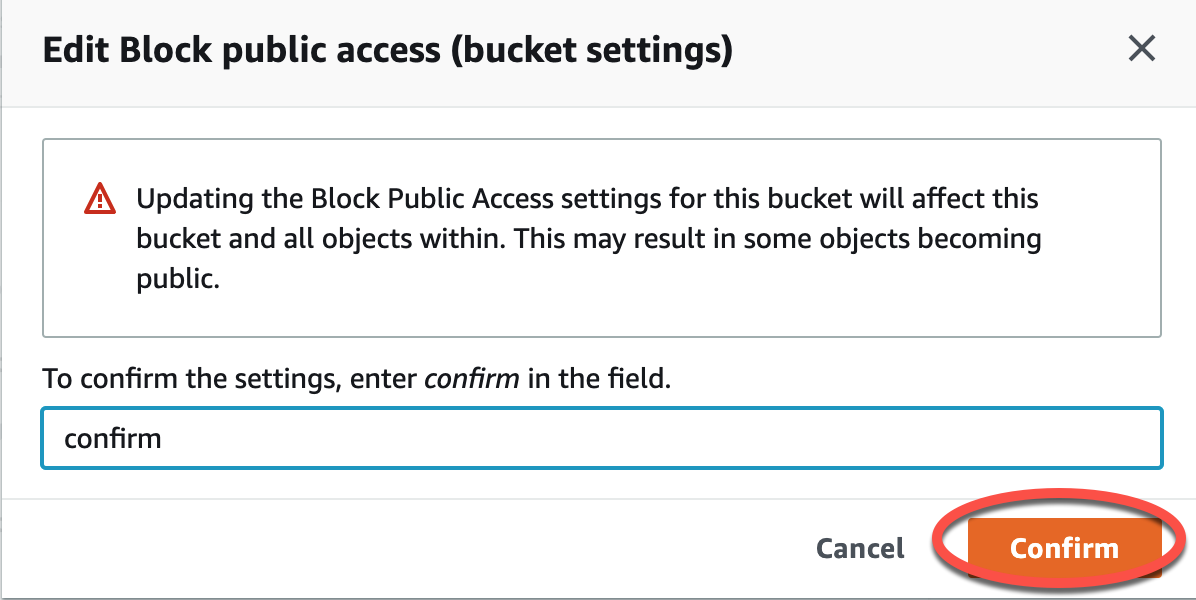 Edit Block public access (bucket settings)
Updating the Block Public Access settings for this bucket will affect this
bucket and all objects within. This may result in some objects becoming
public.
To confirm the settings, enter confirm in the field.
confirm
Cancel
Confirm